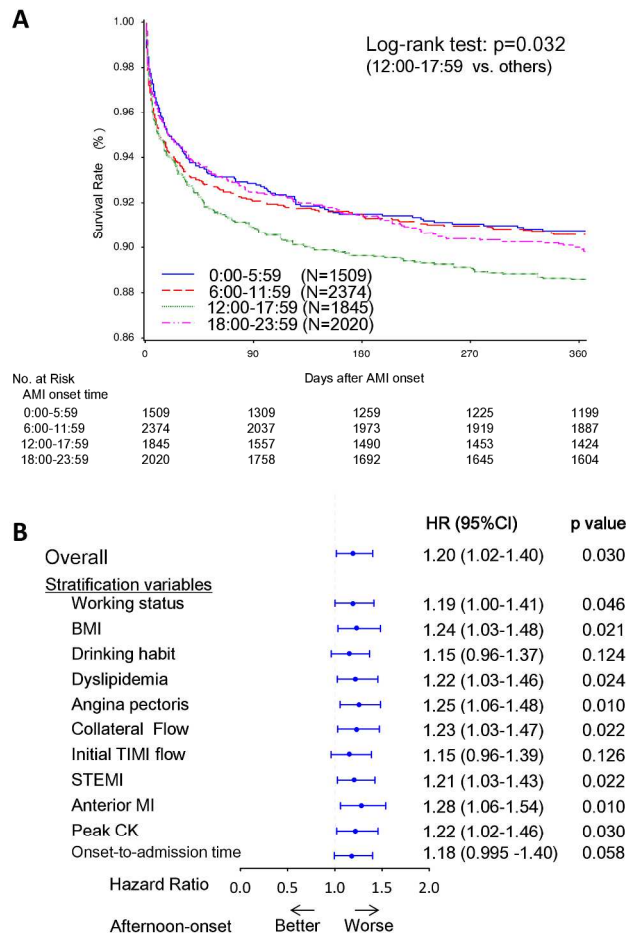 A
Log-rank test: p=0.032
(12:00-17:59 vs. others)
Survival Rate (%)
1.00
0.98
0.96
0.94
0.92
0.90
0.88
0.86
0:00-5:59 (N=1509)
6:00-11:59 (N=2374)
12:00-17:59 (N=1845)
18:00-23:59 (N=2020)
0 90 180 270 360
No. at Risk Days after AMI onset
AMI onset time
0:00-5:59 1509 1309 1259 1225 1199
6:00-11:59 2374 2037 1973 1919 1887
12:00-17:59 1845 1557 1490 1453 1424
18:00-23:59 2020 1758 1692 1645 1604
B
HR (95%CI) p value
Overall 1.20 (1.02-1.40) 0.030
Stratification variables
Working status 1.19 (1.00-1.41) 0.046
BMI 1.24 (1.03-1.48) 0.021
Drinking habit 1.15 (0.96-1.37) 0.124
Dyslipidemia 1.22 (1.03-1.46) 0.024
Angina pectoris 1.25 (1.06-1.48) 0.010
Collateral Flow 1.23 (1.03-1.47) 0.022
Initial TIMI flow 1.15 (0.96-1.39) 0.126
STEMI 1.21 (1.03-1.43) 0.022
Anterior MI 1.28 (1.06-1.54) 0.010
Peak CK 1.22 (1.02-1.46) 0.030
Onset-to-admission time 1.18 (0.995 -1.40) 0.058
Hazard Ratio 0.0 0.5 1.0 1.5 2.0
Afternoon-onset Better Worse